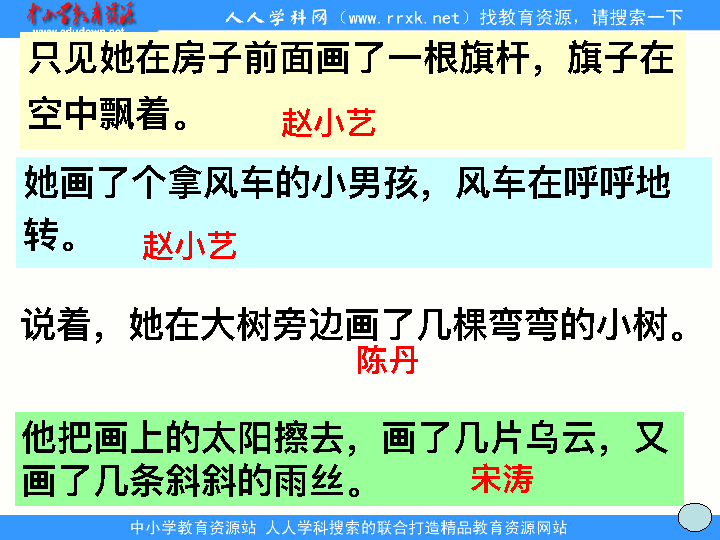 中小学教育资源
www.edudown.net
人人学科网（www.rrxk.net）找教育资源，请搜索一下
只见她在房子前面画了一根旗杆，旗子在
空中飘着。 赵小艺
她画了个拿风车的小男孩，风车在呼呼地
转。 赵小艺
说着，她在大树旁边画了几棵弯弯的小树。
陈丹
他把画上的太阳擦去，画了几片乌云，又
画了几条斜斜的雨丝。 宋涛
中小学教育资源站 人人学科搜索的联合打造精品教育资源网站